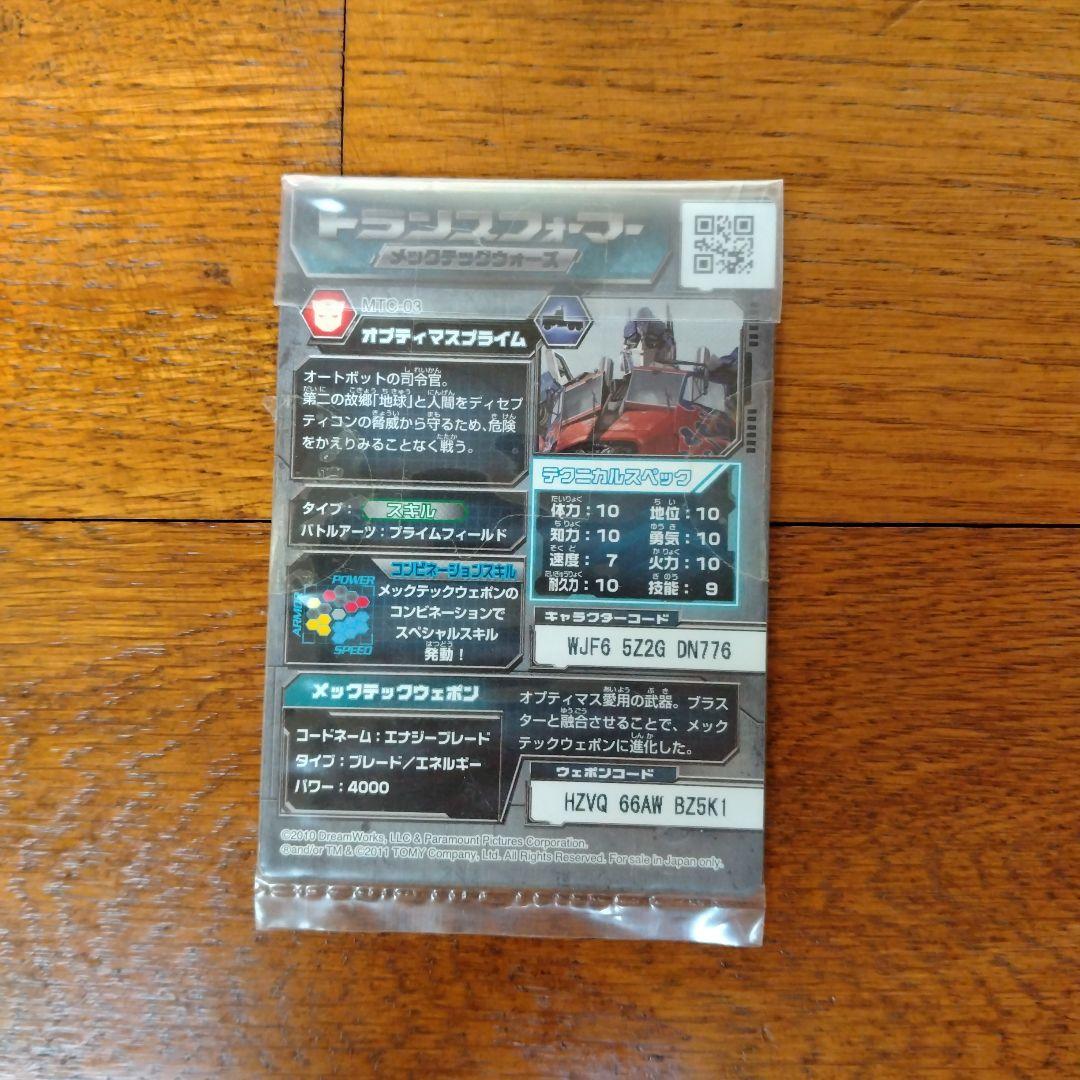 トランスフォーマー
メックテックウォーズ
MTC-03
オプティマスプライム
オートボットの司令官。
第二の故郷「地球」と人間をディセプ
ティコンの脅威から守るため、危険
をかえりみることなく戦う。
タイプ：スキル
バトルアーツ：プライムフィールド
コンビネーションスキル
POWER
ARMOR
SPEED
メックテックウェポンの
コンビネーションで
スペシャルスキル
発動！
テクニカルスペック
体力：10 地位：10
知力：10 勇気：10
速度： 7 火力：10
耐久力：10 技能： 9
キャラクターコード
WJF6 5Z2G DN776
メックテックウェポン
コードネーム：エナジーブレード
タイプ：ブレード／エネルギー
パワー：4000
オプティマス愛用の武器。ブラス
ターと融合させることで、メック
テックウェポンに進化した。
ウェポンコード
HZVQ 66AW BZ5K1
©2010 DreamWorks, LLC & Paramount Pictures Corporation.
®and/or TM & ©2011 TOMY Company, Ltd. All Rights Reserved. For sale in Japan only.